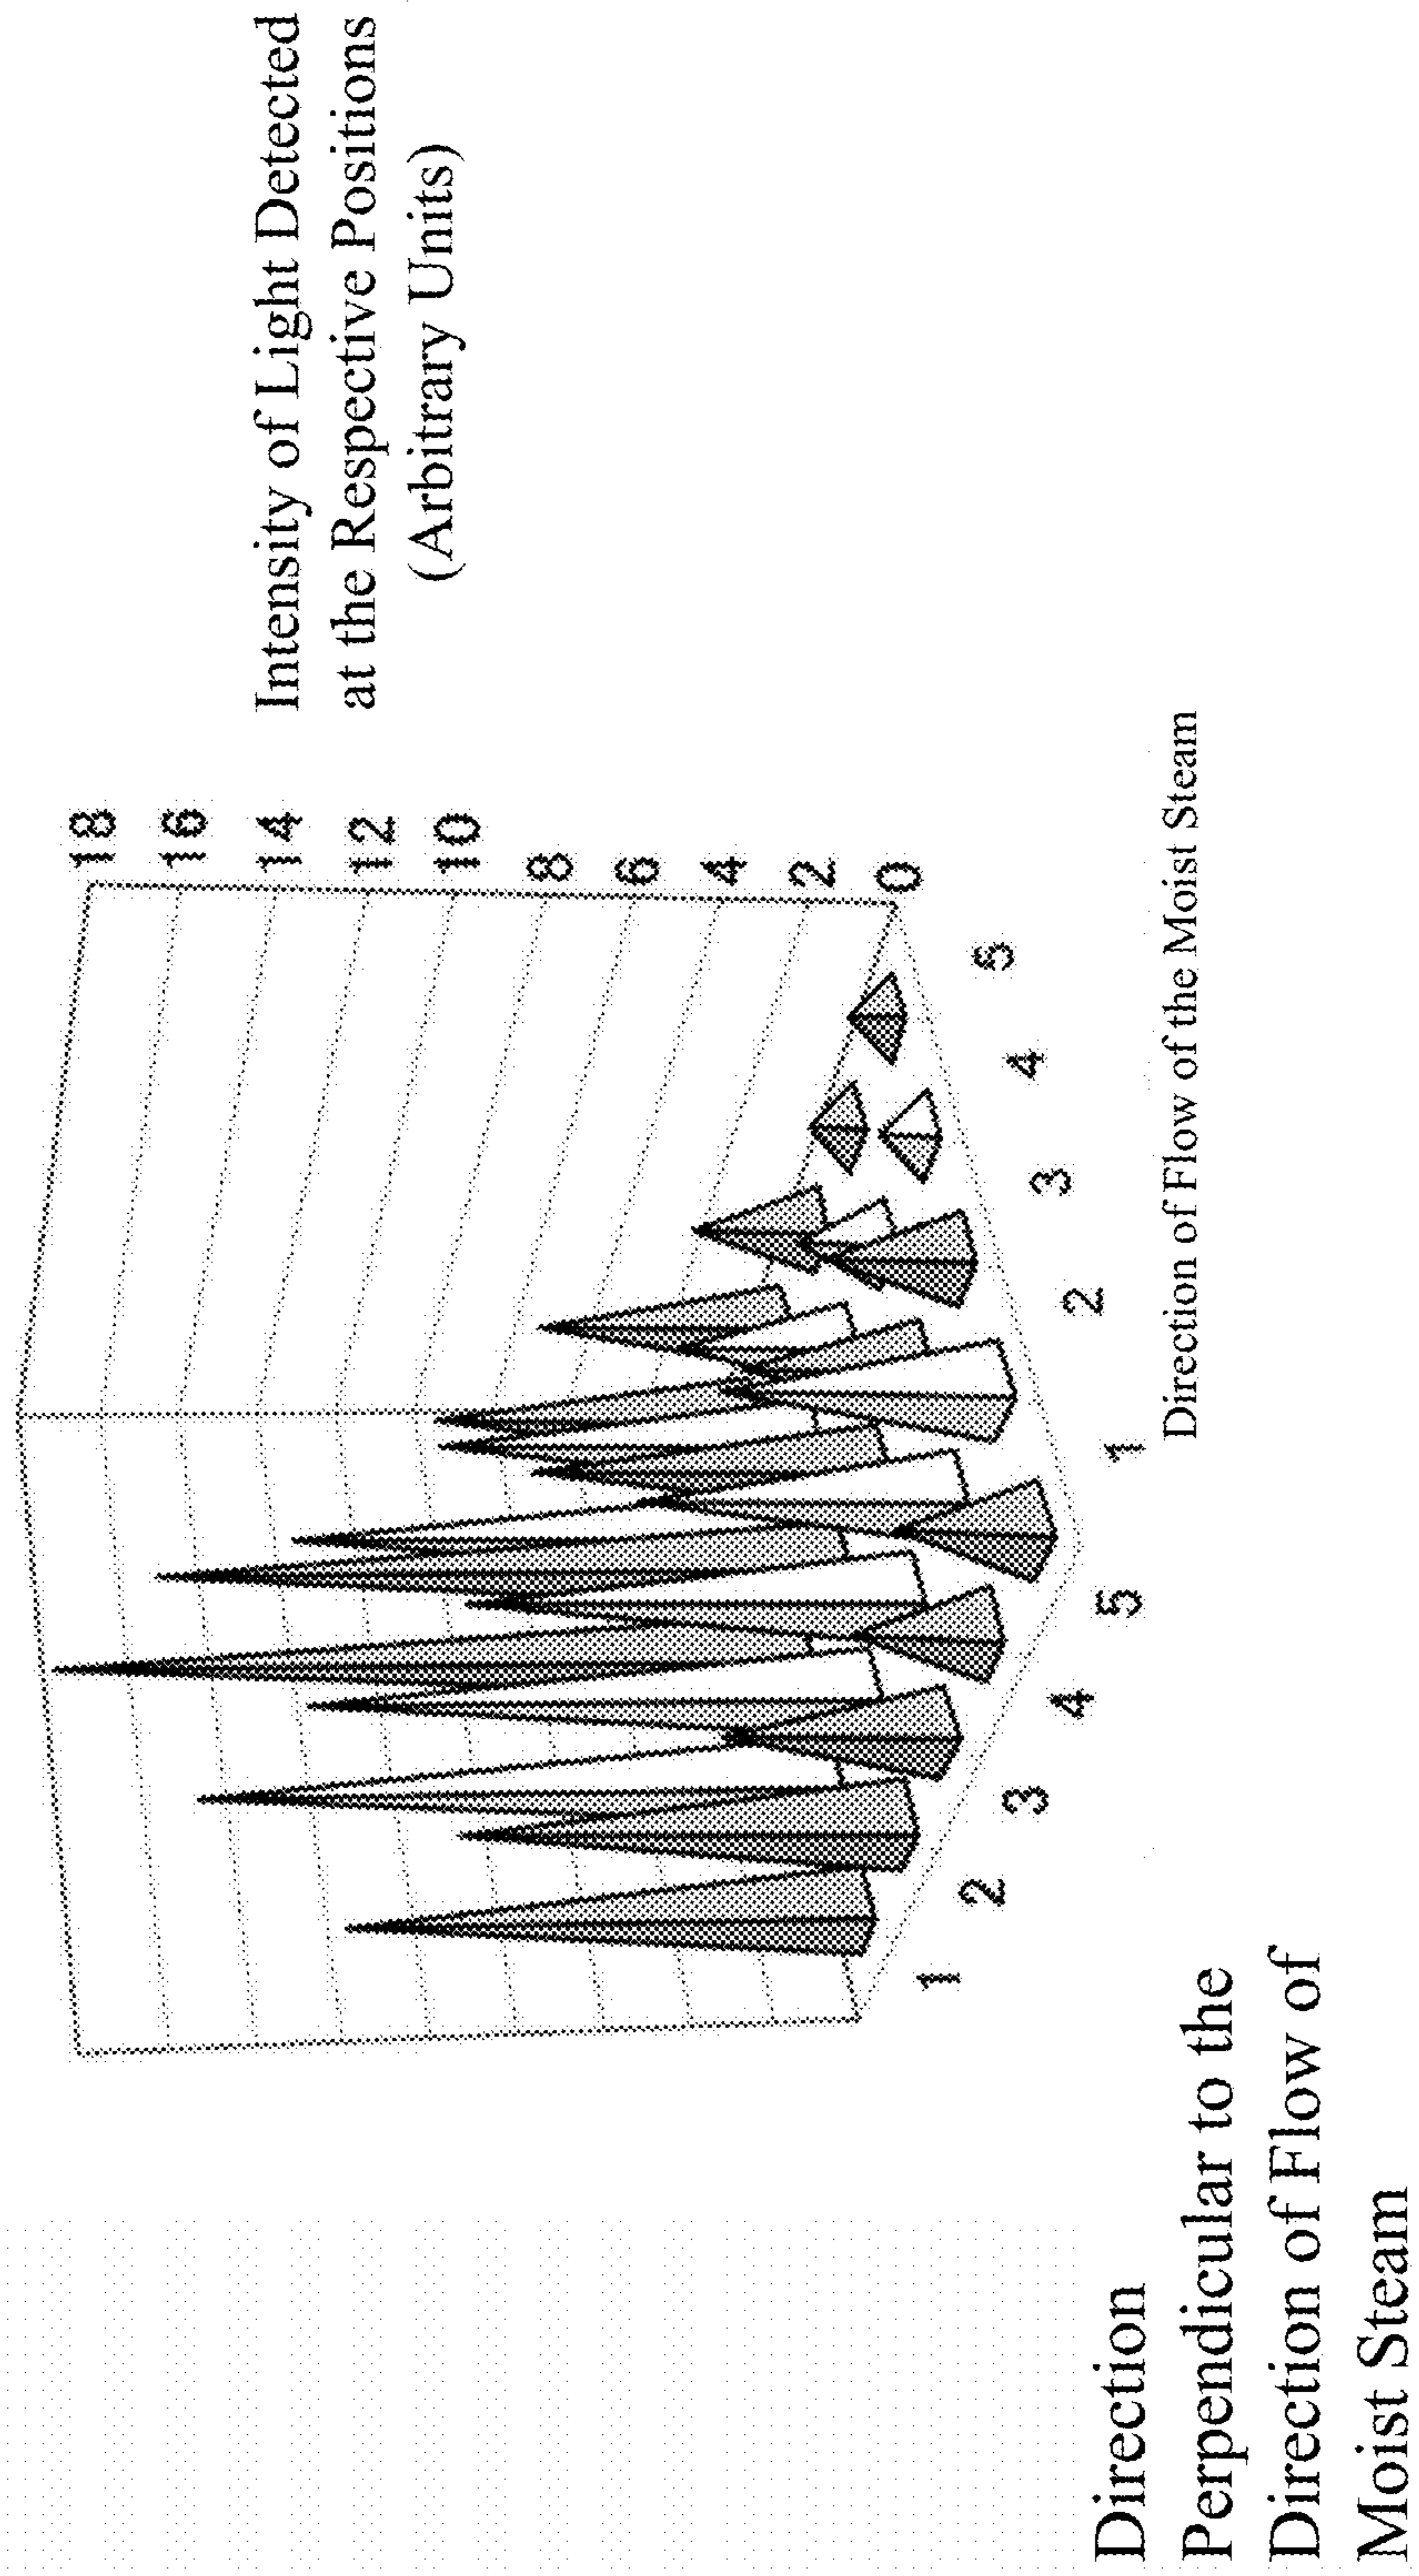 Intensity of Light Detected
at the Respective Positions
(Arbitrary Units)
18
16
14
12
10
8
6
4
2
0
5
4
3
2
1
Direction of Flow of the Moist Steam
5
4
3
2
1
Direction
Perpendicular to the
Direction of Flow of
Moist Steam